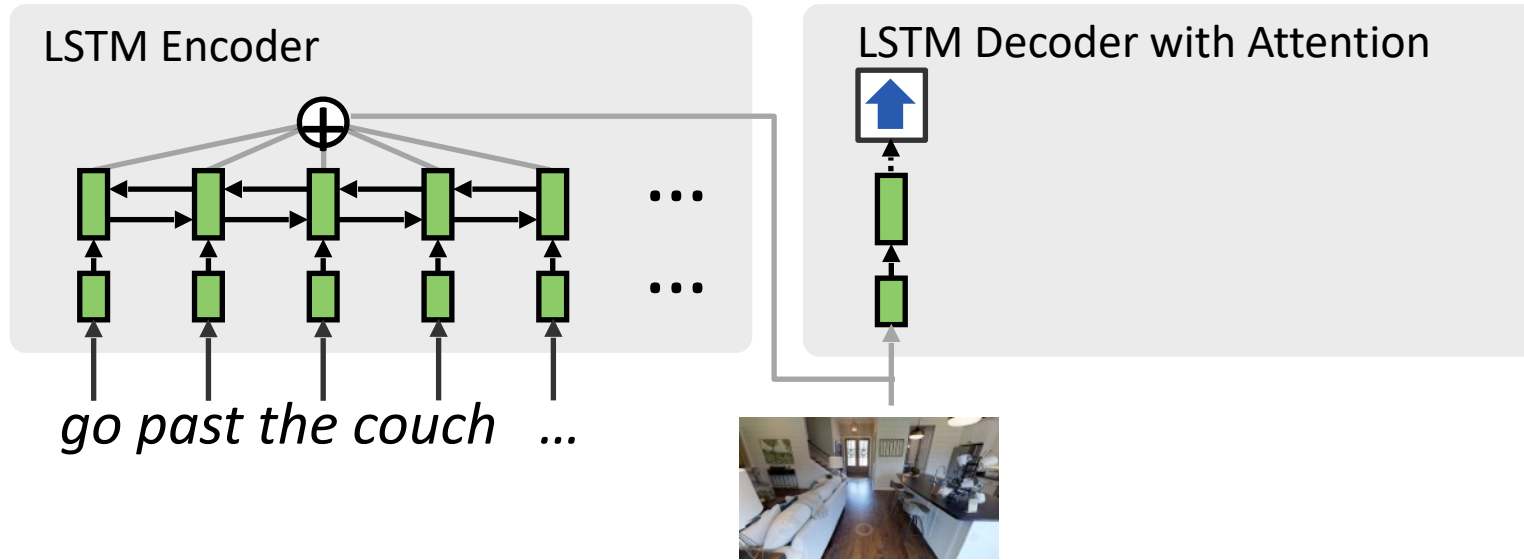 LSTM Encoder
LSTM Decoder with Attention
...
...
go past the couch ...